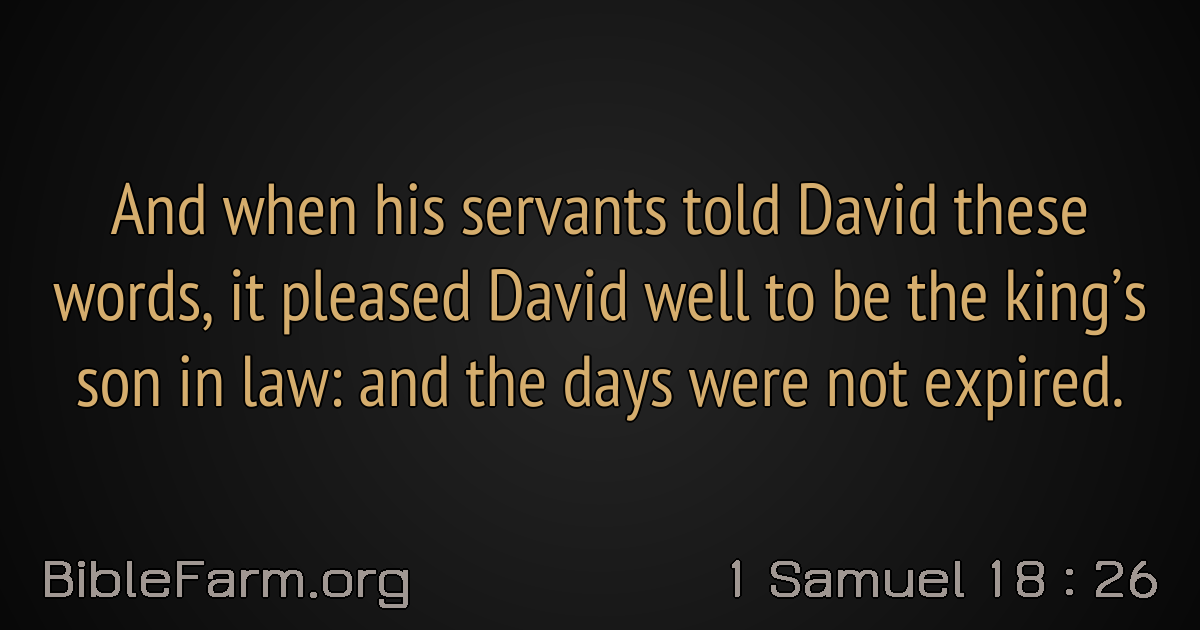 And when his servants told David these
words, it pleased David well to be the king’s
son in law: and the days were not expired.
BibleFarm.org
1 Samuel 18 : 26